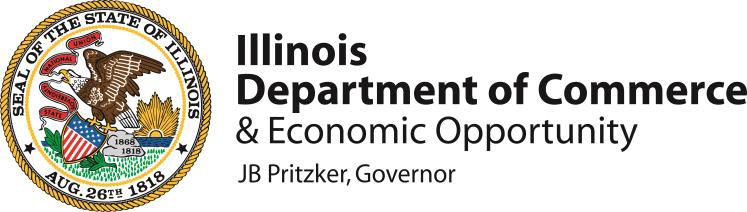 SEAL OF THE STATE OF ILLINOIS
AUG. 26TH 1818
STATE
SOVEREIGNTY
NATIONAL
UNION
1868
1818
Illinois
Department of Commerce
& Economic Opportunity
JB Pritzker, Governor